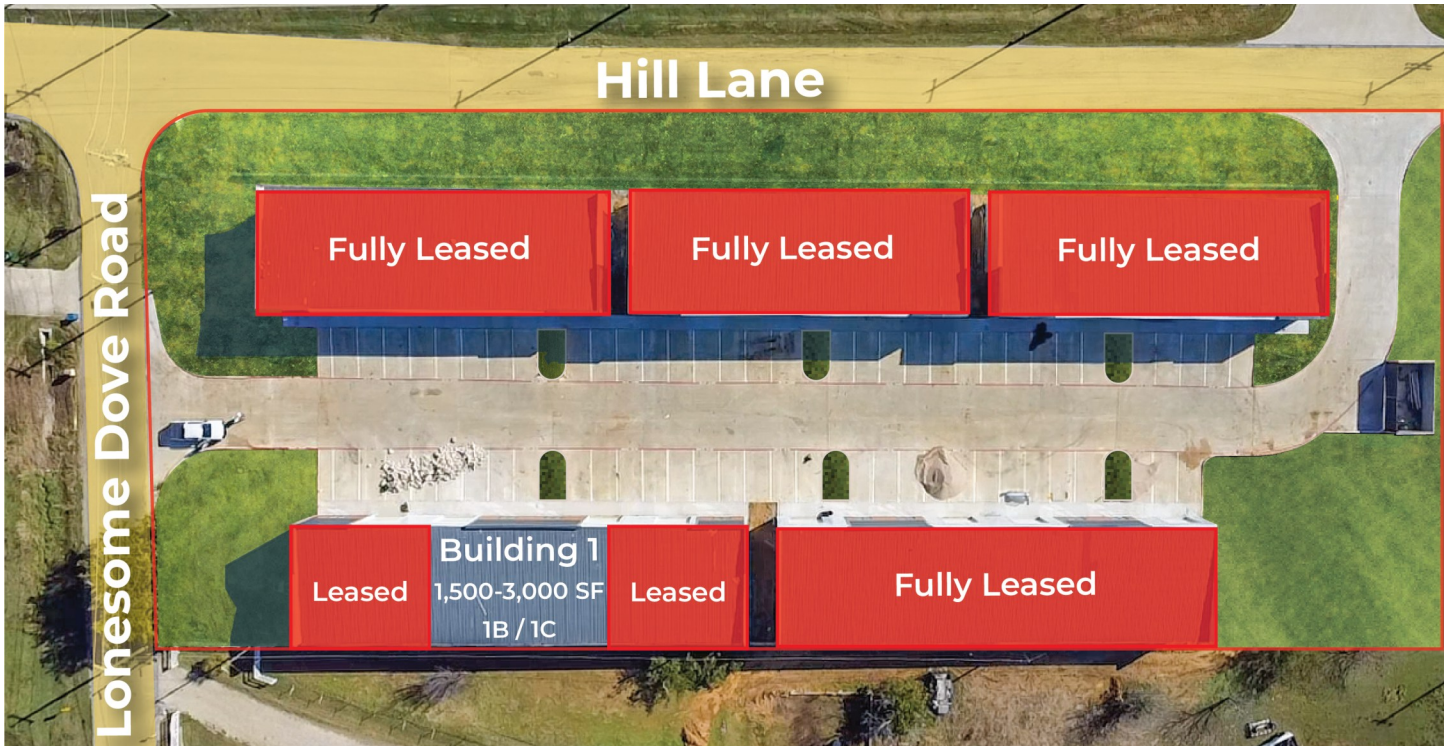 Hill Lane
Lonesome Dove Road
Fully Leased
Fully Leased
Fully Leased
Leased
Building 1
1,500-3,000 SF
1B / 1C
Leased
Fully Leased